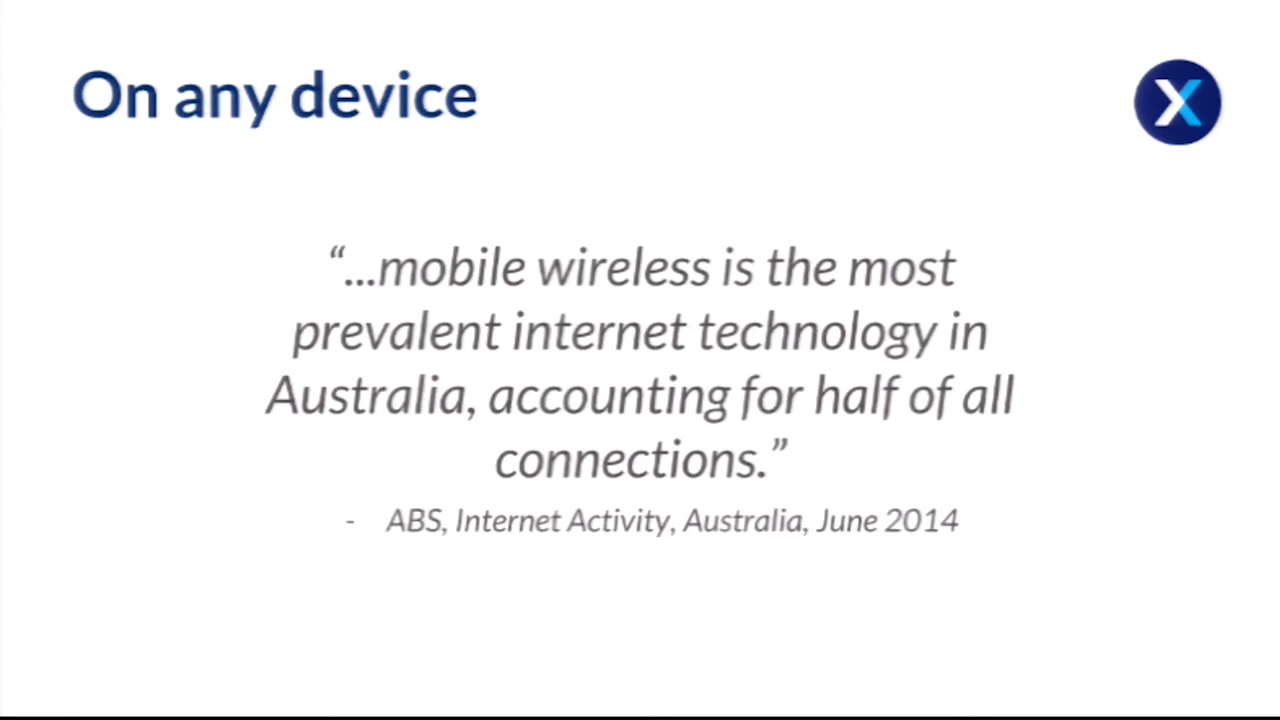 On any device
X
“...mobile wireless is the most
prevalent internet technology in
Australia, accounting for half of all
connections.”
- ABS, Internet Activity, Australia, June 2014